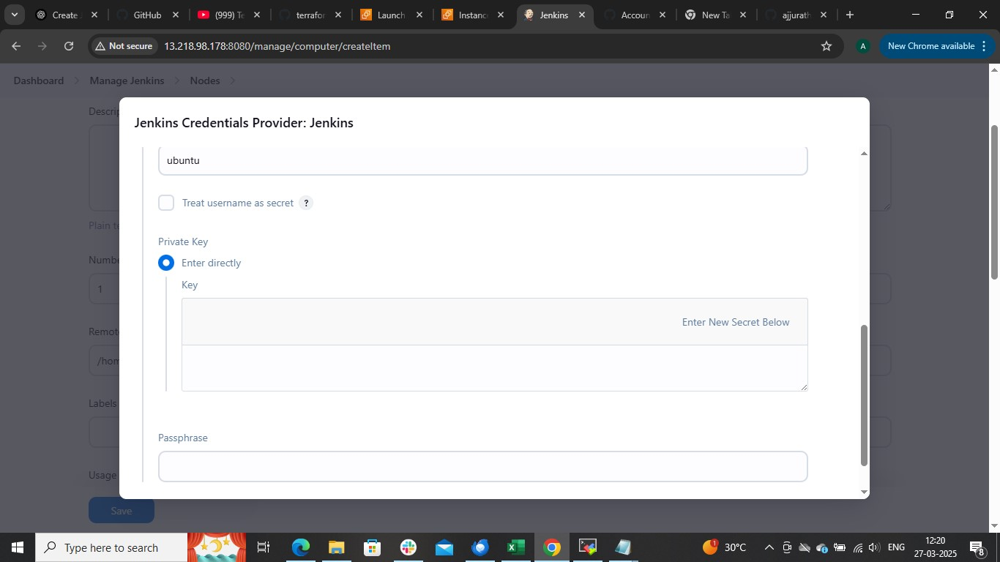 Create J
GitHub
(999) Te
terrafor
Launch
Instanc
Jenkins
Accoun
New Ta
ajjurath
Not secure
13.218.98.178:8080/manage/computer/createItem
A
New Chrome available
Dashboard
Manage Jenkins
Nodes
Descrip
Jenkins Credentials Provider: Jenkins
ubuntu
Treat username as secret ?
Plain te
Private Key
Numbe
Enter directly
Key
1
Enter New Secret Below
Remot
/hom
Labels
Passphrase
Usage
Save
Type here to search
1
30°C
ENG
12:20
27-03-2025
8